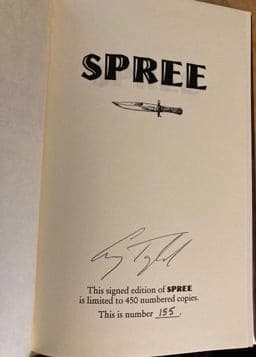 SPREE
This signed edition of SPREE
is limited to 450 numbered copies.
This is number 155.